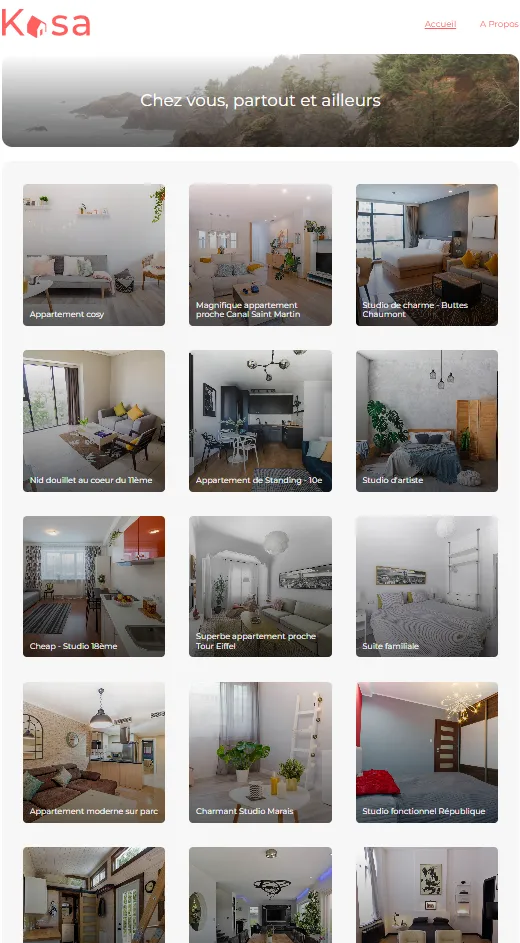 Kasa
Accueil
A Propos
Chez vous, partout et ailleurs
Appartement cosy
Magnifique appartement
proche Canal Saint Martin
Studio de charme - Buttes
Chaumont
Nid douillet au coeur du 11ème
Appartement de Standing - 10e
Studio d'artiste
Cheap - Studio 18ème
Superbe appartement proche
Tour Eiffel
Suite familiale
Appartement moderne sur parc
Charmant Studio Marais
Studio fonctionnel République